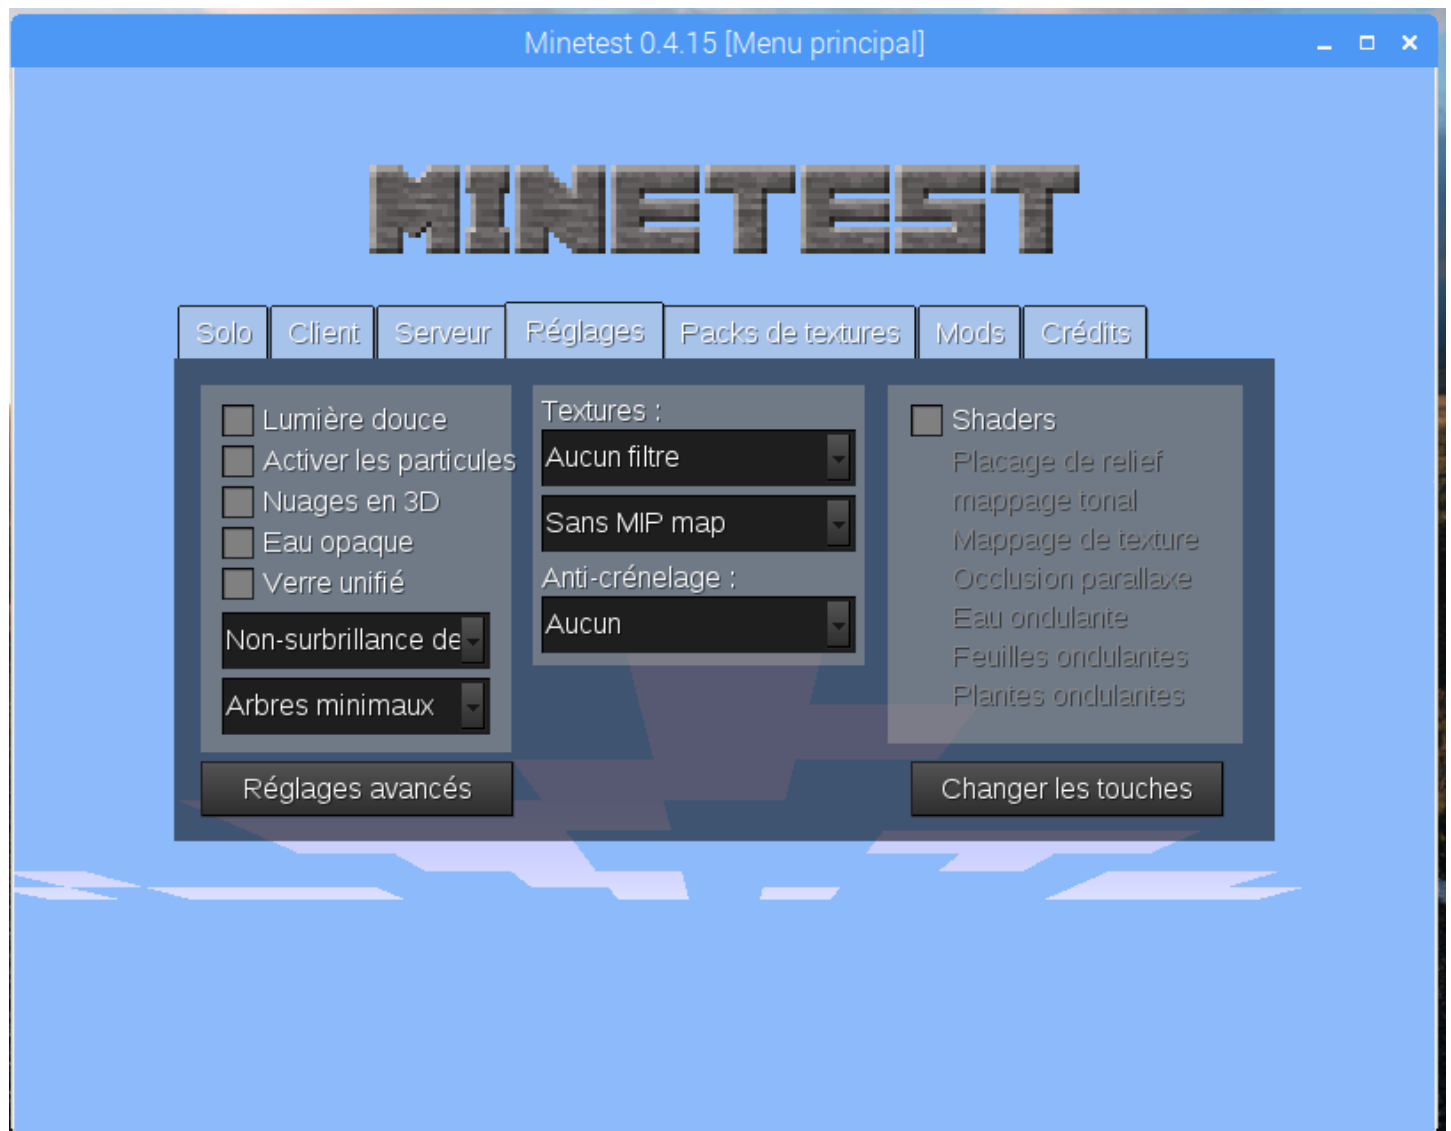 Minetest 0.4.15 [Menu principal]
MINETEST
Solo Client Serveur Réglages Packs de textures Mods Crédits
Lumière douce
Activer les particules
Nuages en 3D
Eau opaque
Verre unifié
Non-surbrillance de
Arbres minimaux
Réglages avancés
Textures :
Aucun filtre
Sans MIP map
Anti-crénelage :
Aucun
Shaders
Placage de relief
mappage tonal
Mappage de texture
Occlusion parallaxe
Eau ondulante
Feuilles ondulantes
Plantes ondulantes
Changer les touches